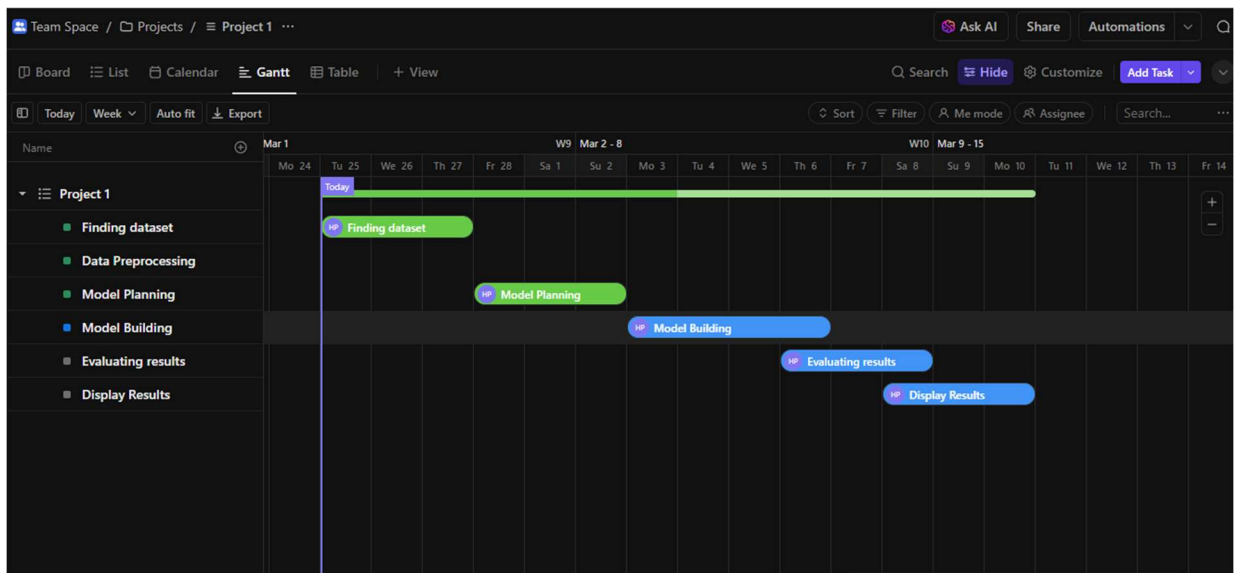 Team Space / Projects / Project 1 ···
Ask AI Share Automations
Board List Calendar Gantt Table + View
Search Hide Customize Add Task
Today Week Auto fit Export
Sort Filter Me mode Assignee Search... ···
Name
Mar 1 W9 Mar 2 - 8 W10 Mar 9 - 15
Mo 24 Tu 25 We 26 Th 27 Fr 28 Sa 1 Su 2 Mo 3 Tu 4 We 5 Th 6 Fr 7 Sa 8 Su 9 Mo 10 Tu 11 We 12 Th 13 Fr 14
Project 1 Today
Finding dataset HP Finding dataset
Data Preprocessing
Model Planning HP Model Planning
Model Building HP Model Building
Evaluating results HP Evaluating results
Display Results HP Display Results